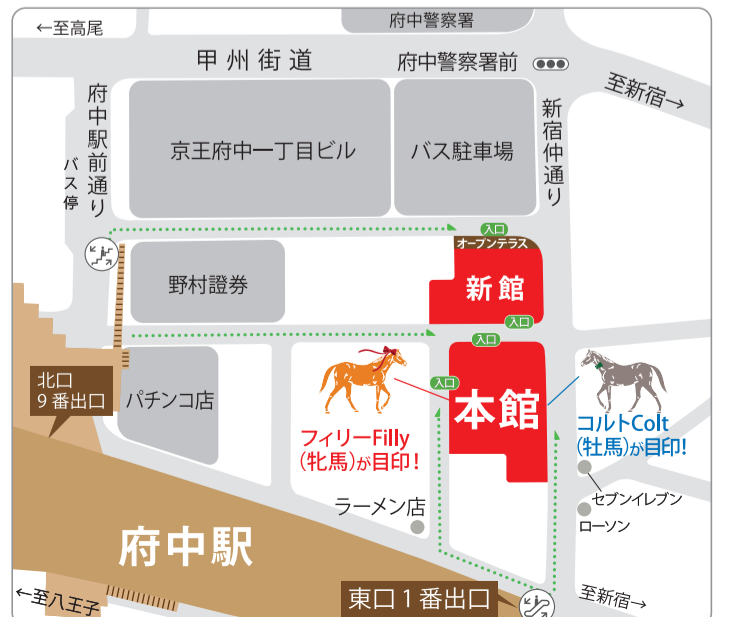 ←至高尾
府中警察署
甲州街道
府中警察署前
至新宿→
府中駅前通り
バス停
京王府中一丁目ビル
バス駐車場
新宿仲通り
入口
オープンテラス
野村證券
新館
入口
入口
北口
9番出口
パチンコ店
入口
本館
フィリーFilly
(牝馬)が目印!
コルトColt
(牡馬)が目印!
セブンイレブン
ラーメン店
ローソン
府中駅
←至八王子
東口1番出口
至新宿→